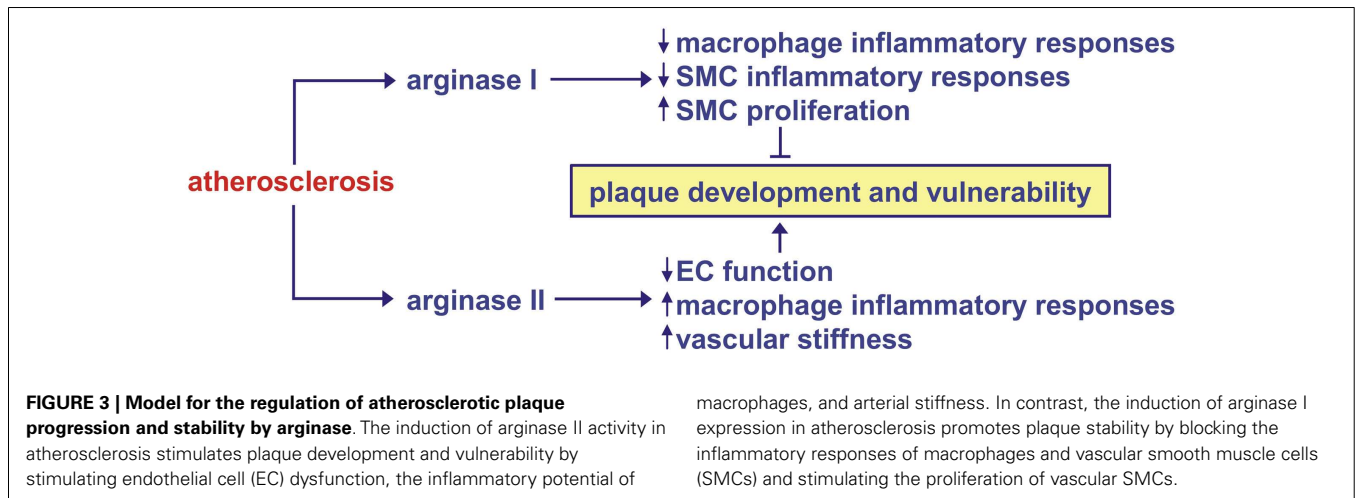 ↓ macrophage inflammatory responses
arginase I
↓ SMC inflammatory responses
↑ SMC proliferation
atherosclerosis
plaque development and vulnerability
↓ EC function
arginase II
↑ macrophage inflammatory responses
↑ vascular stiffness
FIGURE 3 | Model for the regulation of atherosclerotic plaque
progression and stability by arginase. The induction of arginase II activity in
atherosclerosis stimulates plaque development and vulnerability by
stimulating endothelial cell (EC) dysfunction, the inflammatory potential of
macrophages, and arterial stiffness. In contrast, the induction of arginase I
expression in atherosclerosis promotes plaque stability by blocking the
inflammatory responses of macrophages and vascular smooth muscle cells
(SMCs) and stimulating the proliferation of vascular SMCs.